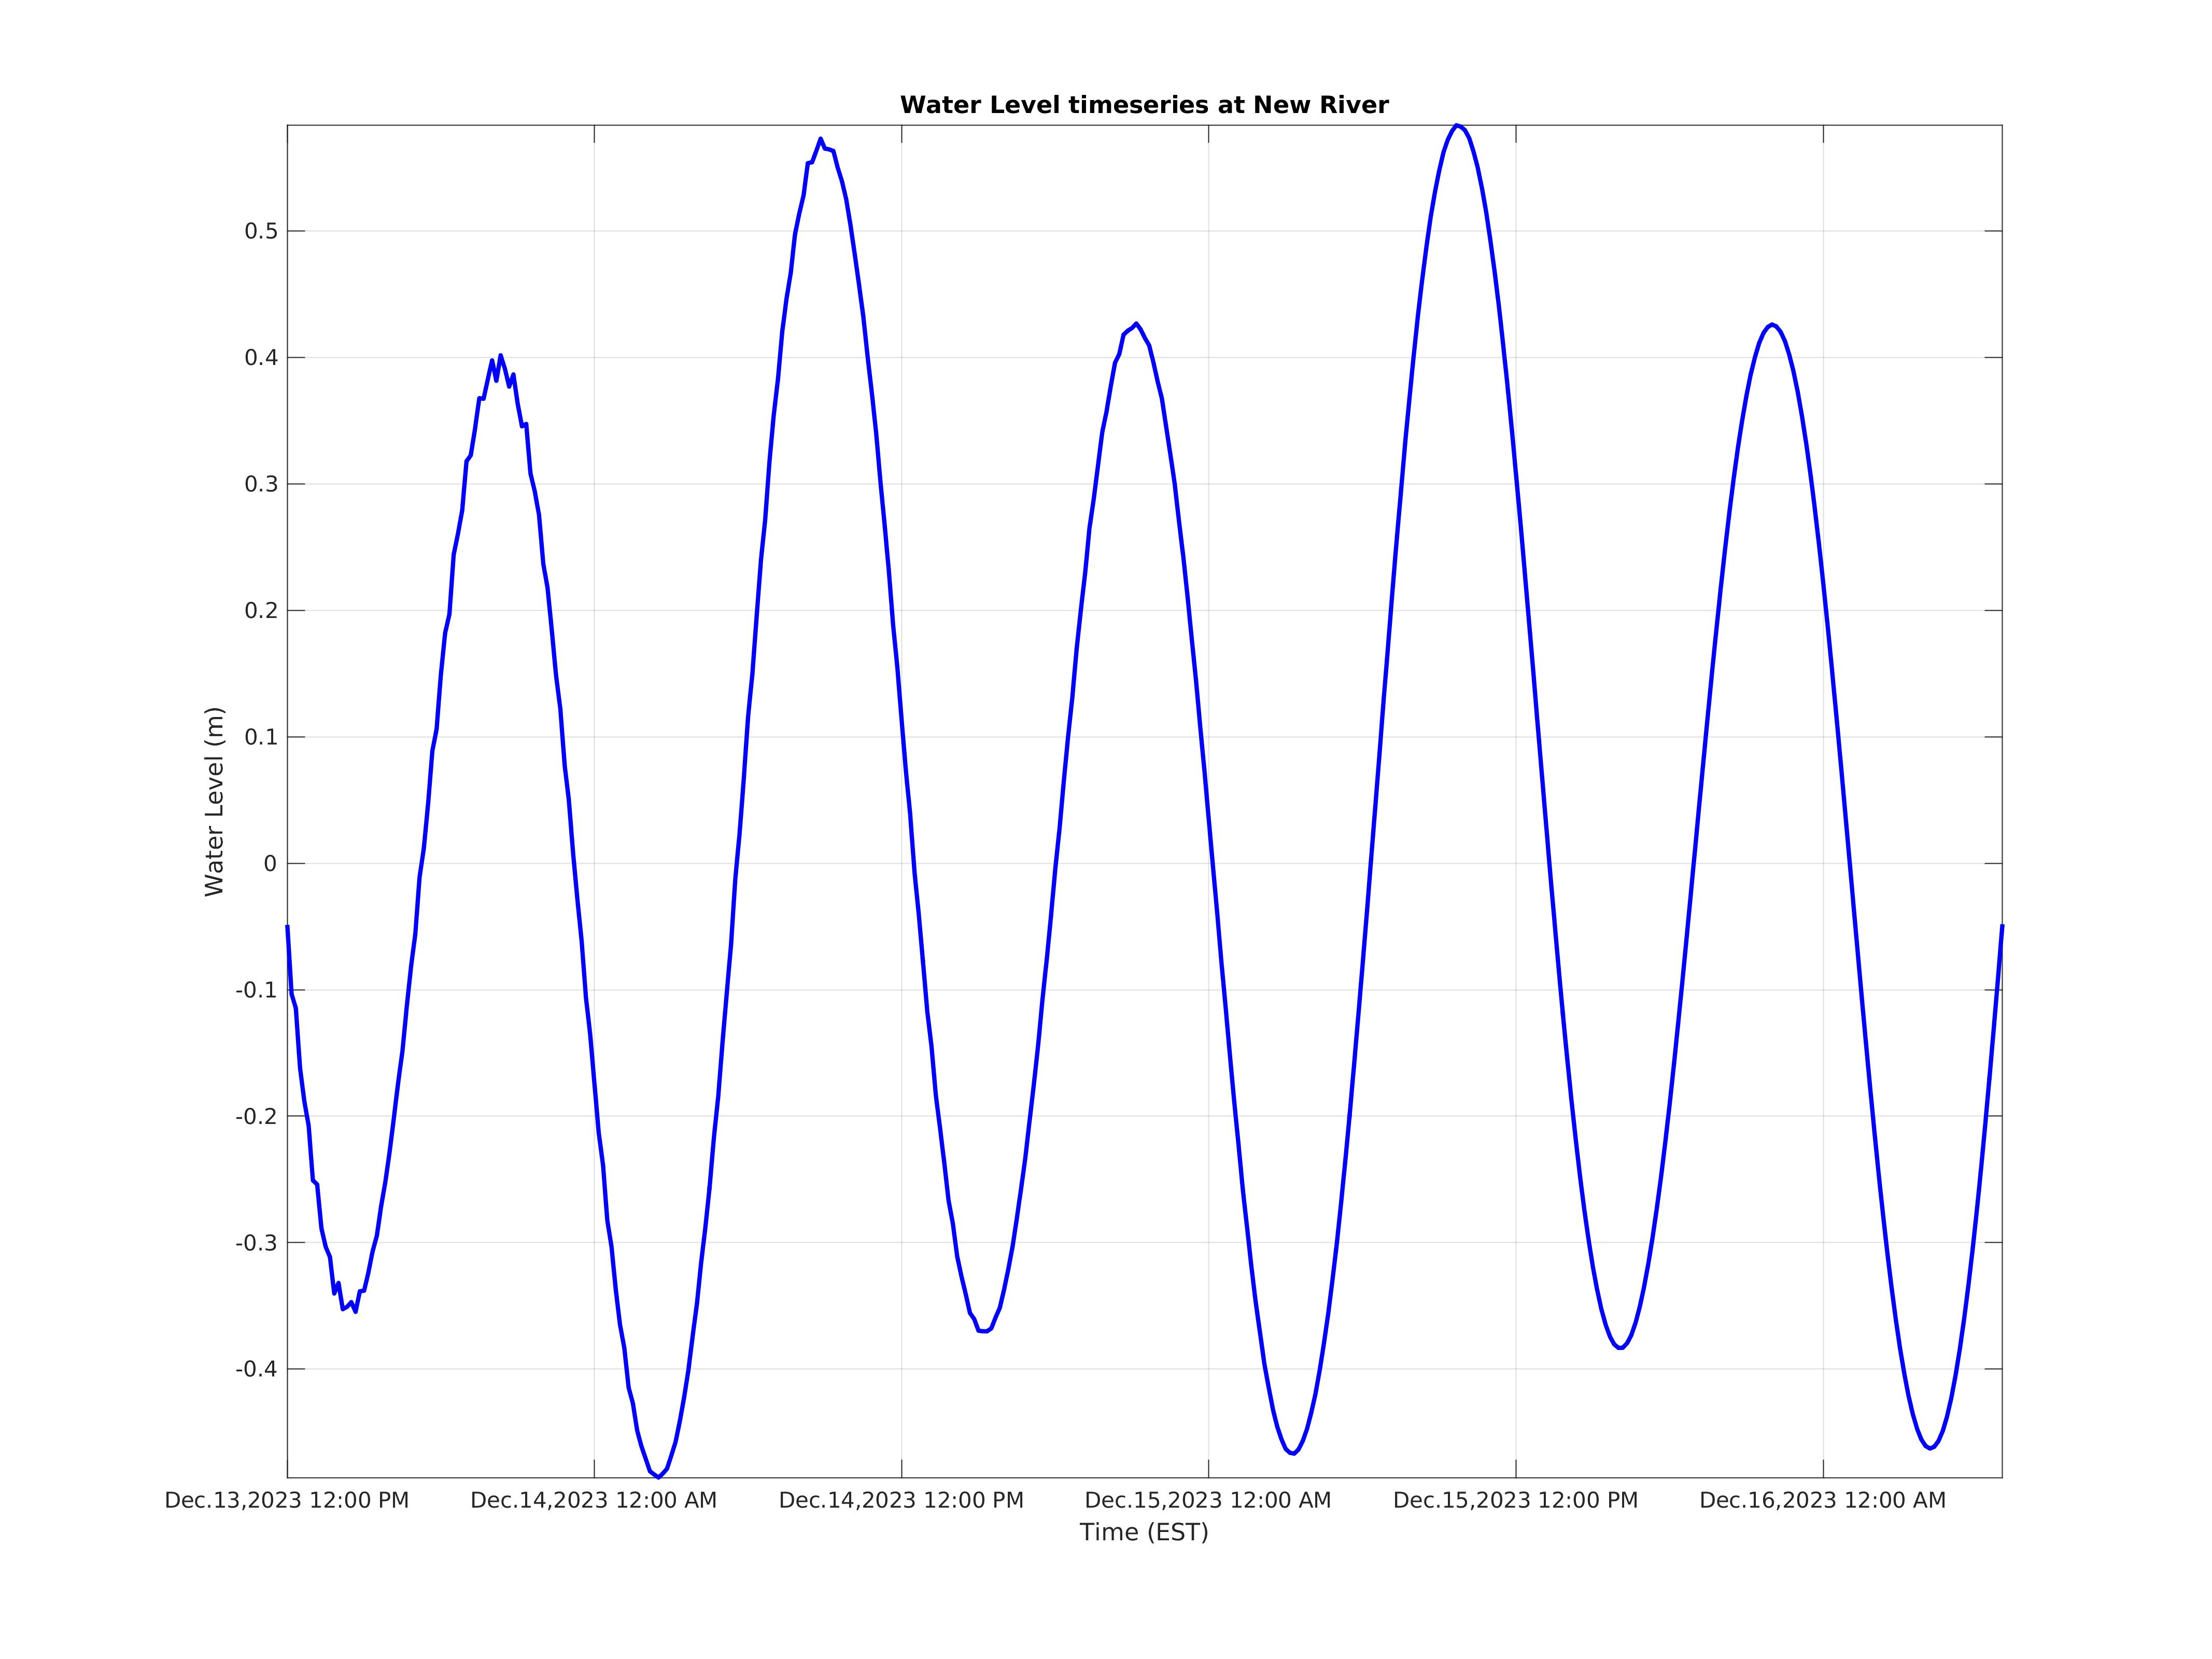 Water Level timeseries at New River
0.5
0.4
0.3
0.2
0.1
0
-0.1
-0.2
-0.3
-0.4
Water Level (m)
Dec.13,2023 12:00 PM Dec.14,2023 12:00 AM Dec.14,2023 12:00 PM Dec.15,2023 12:00 AM Dec.15,2023 12:00 PM Dec.16,2023 12:00 AM
Time (EST)